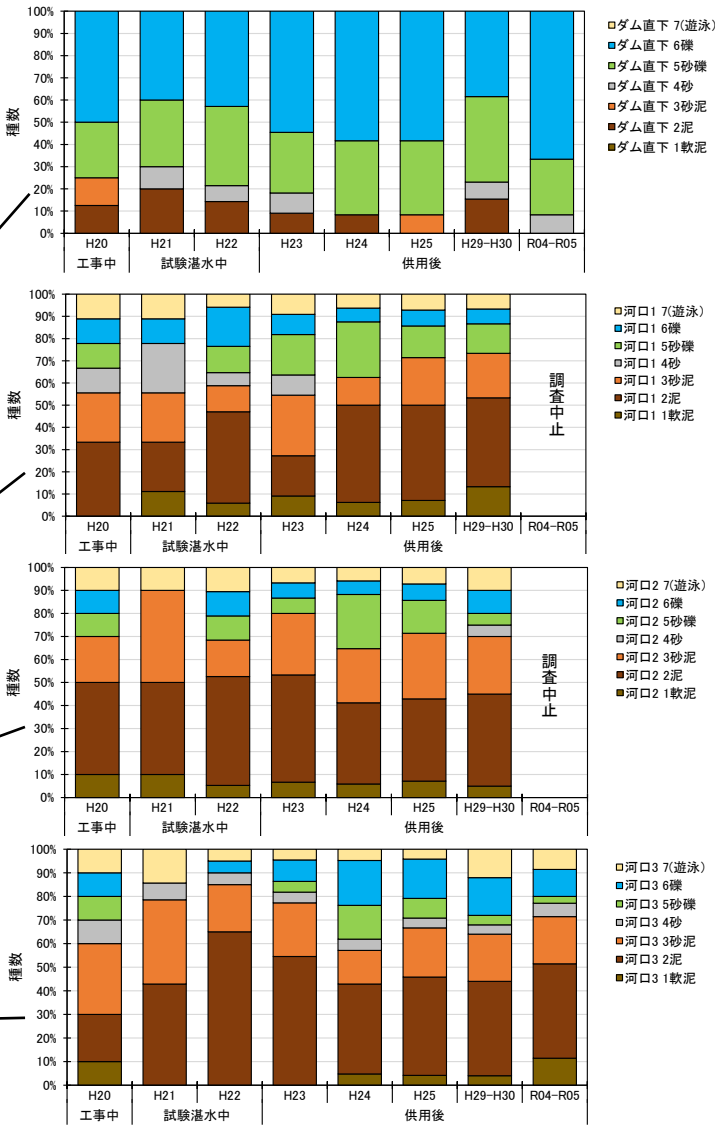 100%
90%
80%
70%
60%
50%
40%
30%
20%
10%
0%
種数
H20 H21 H22 H23 H24 H25 H29-H30 R04-R05
工事中 試験湛水中 供用後
ダム直下 7(遊泳)
ダム直下 6礫
ダム直下 5砂礫
ダム直下 4砂
ダム直下 3砂泥
ダム直下 2泥
ダム直下 1軟泥
100%
90%
80%
70%
60%
50%
40%
30%
20%
10%
0%
種数
調査中止
H20 H21 H22 H23 H24 H25 H29-H30 R04-R05
工事中 試験湛水中 供用後
河口1 7(遊泳)
河口1 6礫
河口1 5砂礫
河口1 4砂
河口1 3砂泥
河口1 2泥
河口1 1軟泥
100%
90%
80%
70%
60%
50%
40%
30%
20%
10%
0%
種数
調査中止
H20 H21 H22 H23 H24 H25 H29-H30 R04-R05
工事中 試験湛水中 供用後
河口2 7(遊泳)
河口2 6礫
河口2 5砂礫
河口2 4砂
河口2 3砂泥
河口2 2泥
河口2 1軟泥
100%
90%
80%
70%
60%
50%
40%
30%
20%
10%
0%
種数
H20 H21 H22 H23 H24 H25 H29-H30 R04-R05
工事中 試験湛水中 供用後
河口3 7(遊泳)
河口3 6礫
河口3 5砂礫
河口3 4砂
河口3 3砂泥
河口3 2泥
河口3 1軟泥